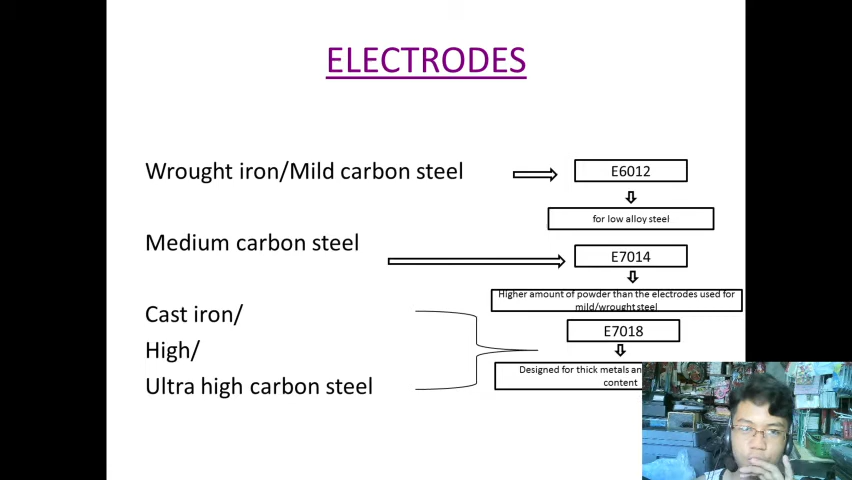 ELECTRODES
Wrought iron/Mild carbon steel
E6012
for low alloy steel
Medium carbon steel
E7014
Higher amount of powder than the electrodes used for
mild/wrought steel
Cast iron/
E7018
High/
Designed for thick metals
content
Ultra high carbon steel